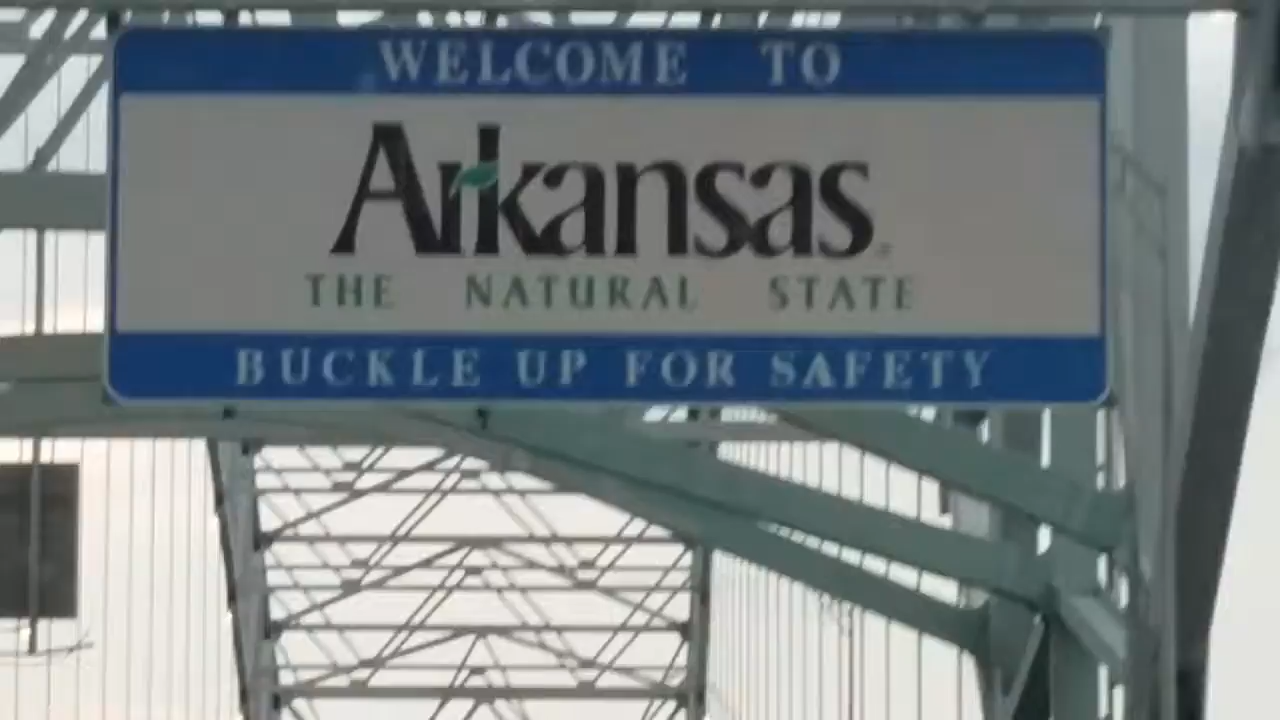 WELCOME TO
Arkansas
THE NATURAL STATE
BUCKLE UP FOR SAFETY